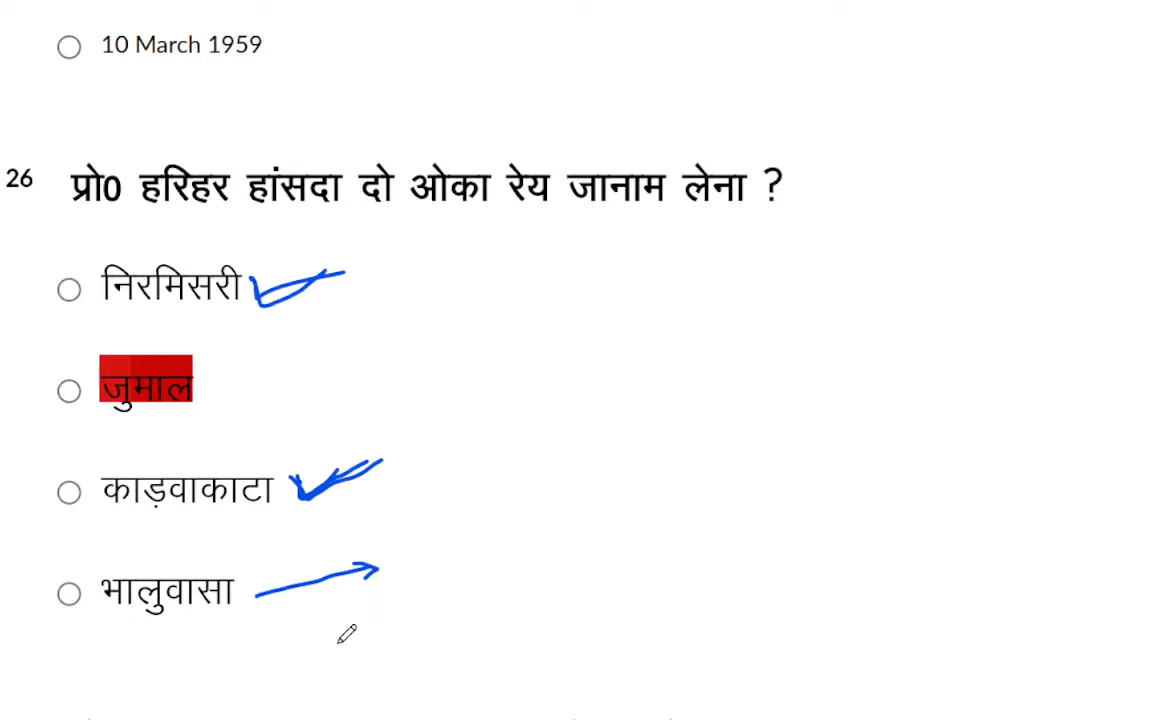 10 March 1959
26 प्रो0 हरिहर हांसदा दो ओका रेय जानाम लेना ?
निरमिसरी
जुमाल
काड़वाकाटा
भालुवासा